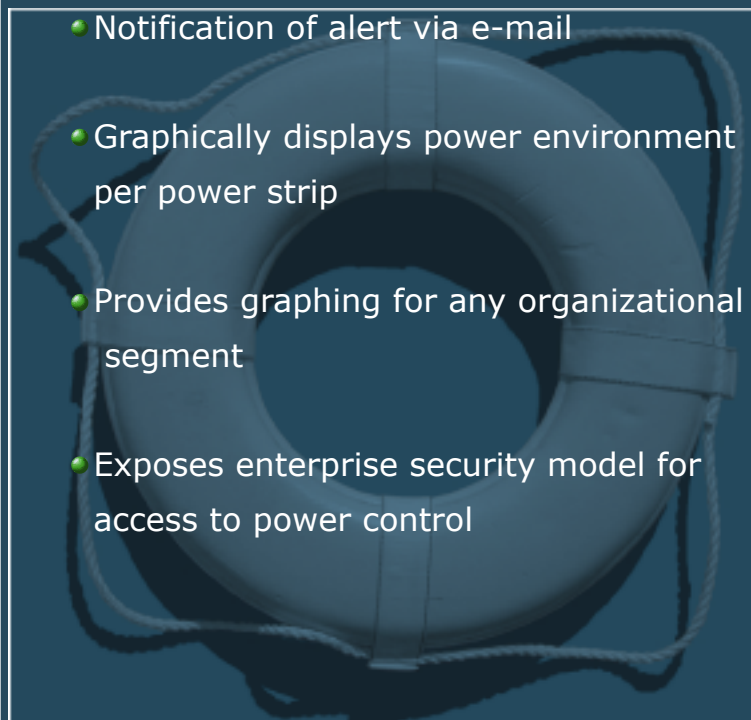 Notification of alert via e-mail
Graphically displays power environment
per power strip
Provides graphing for any organizational
segment
Exposes enterprise security model for
access to power control